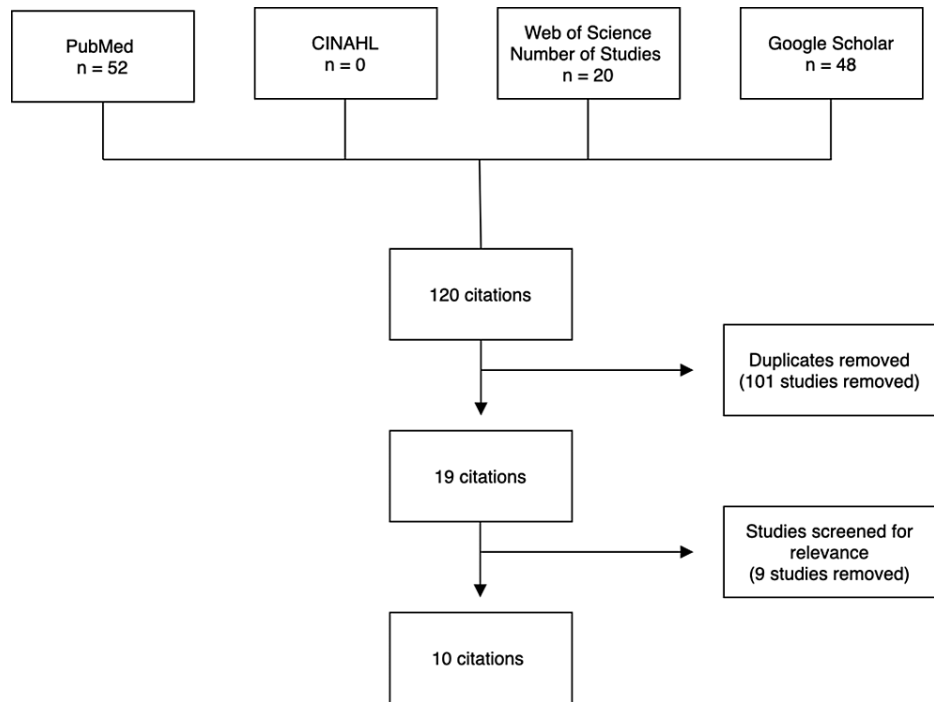 PubMed
n = 52
CINAHL
n = 0
Web of Science
Number of Studies
n = 20
Google Scholar
n = 48
120 citations
Duplicates removed
(101 studies removed)
19 citations
Studies screened for
relevance
(9 studies removed)
10 citations